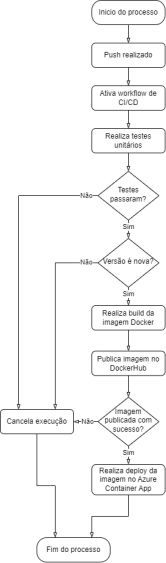 Inicio do processo
Push realizado
Ativa workflow de
CI/CD
Realiza testes
unitários
Testes
passaram?
Não
Sim
Versão é nova?
Não
Sim
Realiza build da
imagem Docker
Publica imagem no
DockerHub
Imagem
publicada com
sucesso?
Não
Cancela execução
Sim
Realiza deploy da
imagem no Azure
Container App
Fim do processo